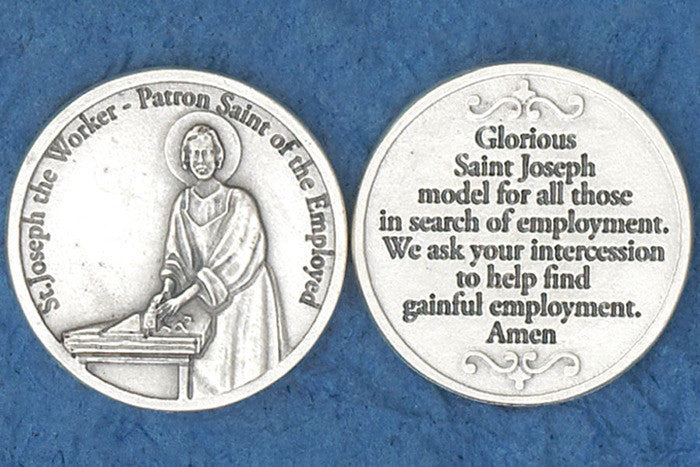 St. Joseph the Worker - Patron Saint of the Employed
Glorious
Saint Joseph
model for all those
in search of employment.
We ask your intercession
to help find
gainful employment.
Amen